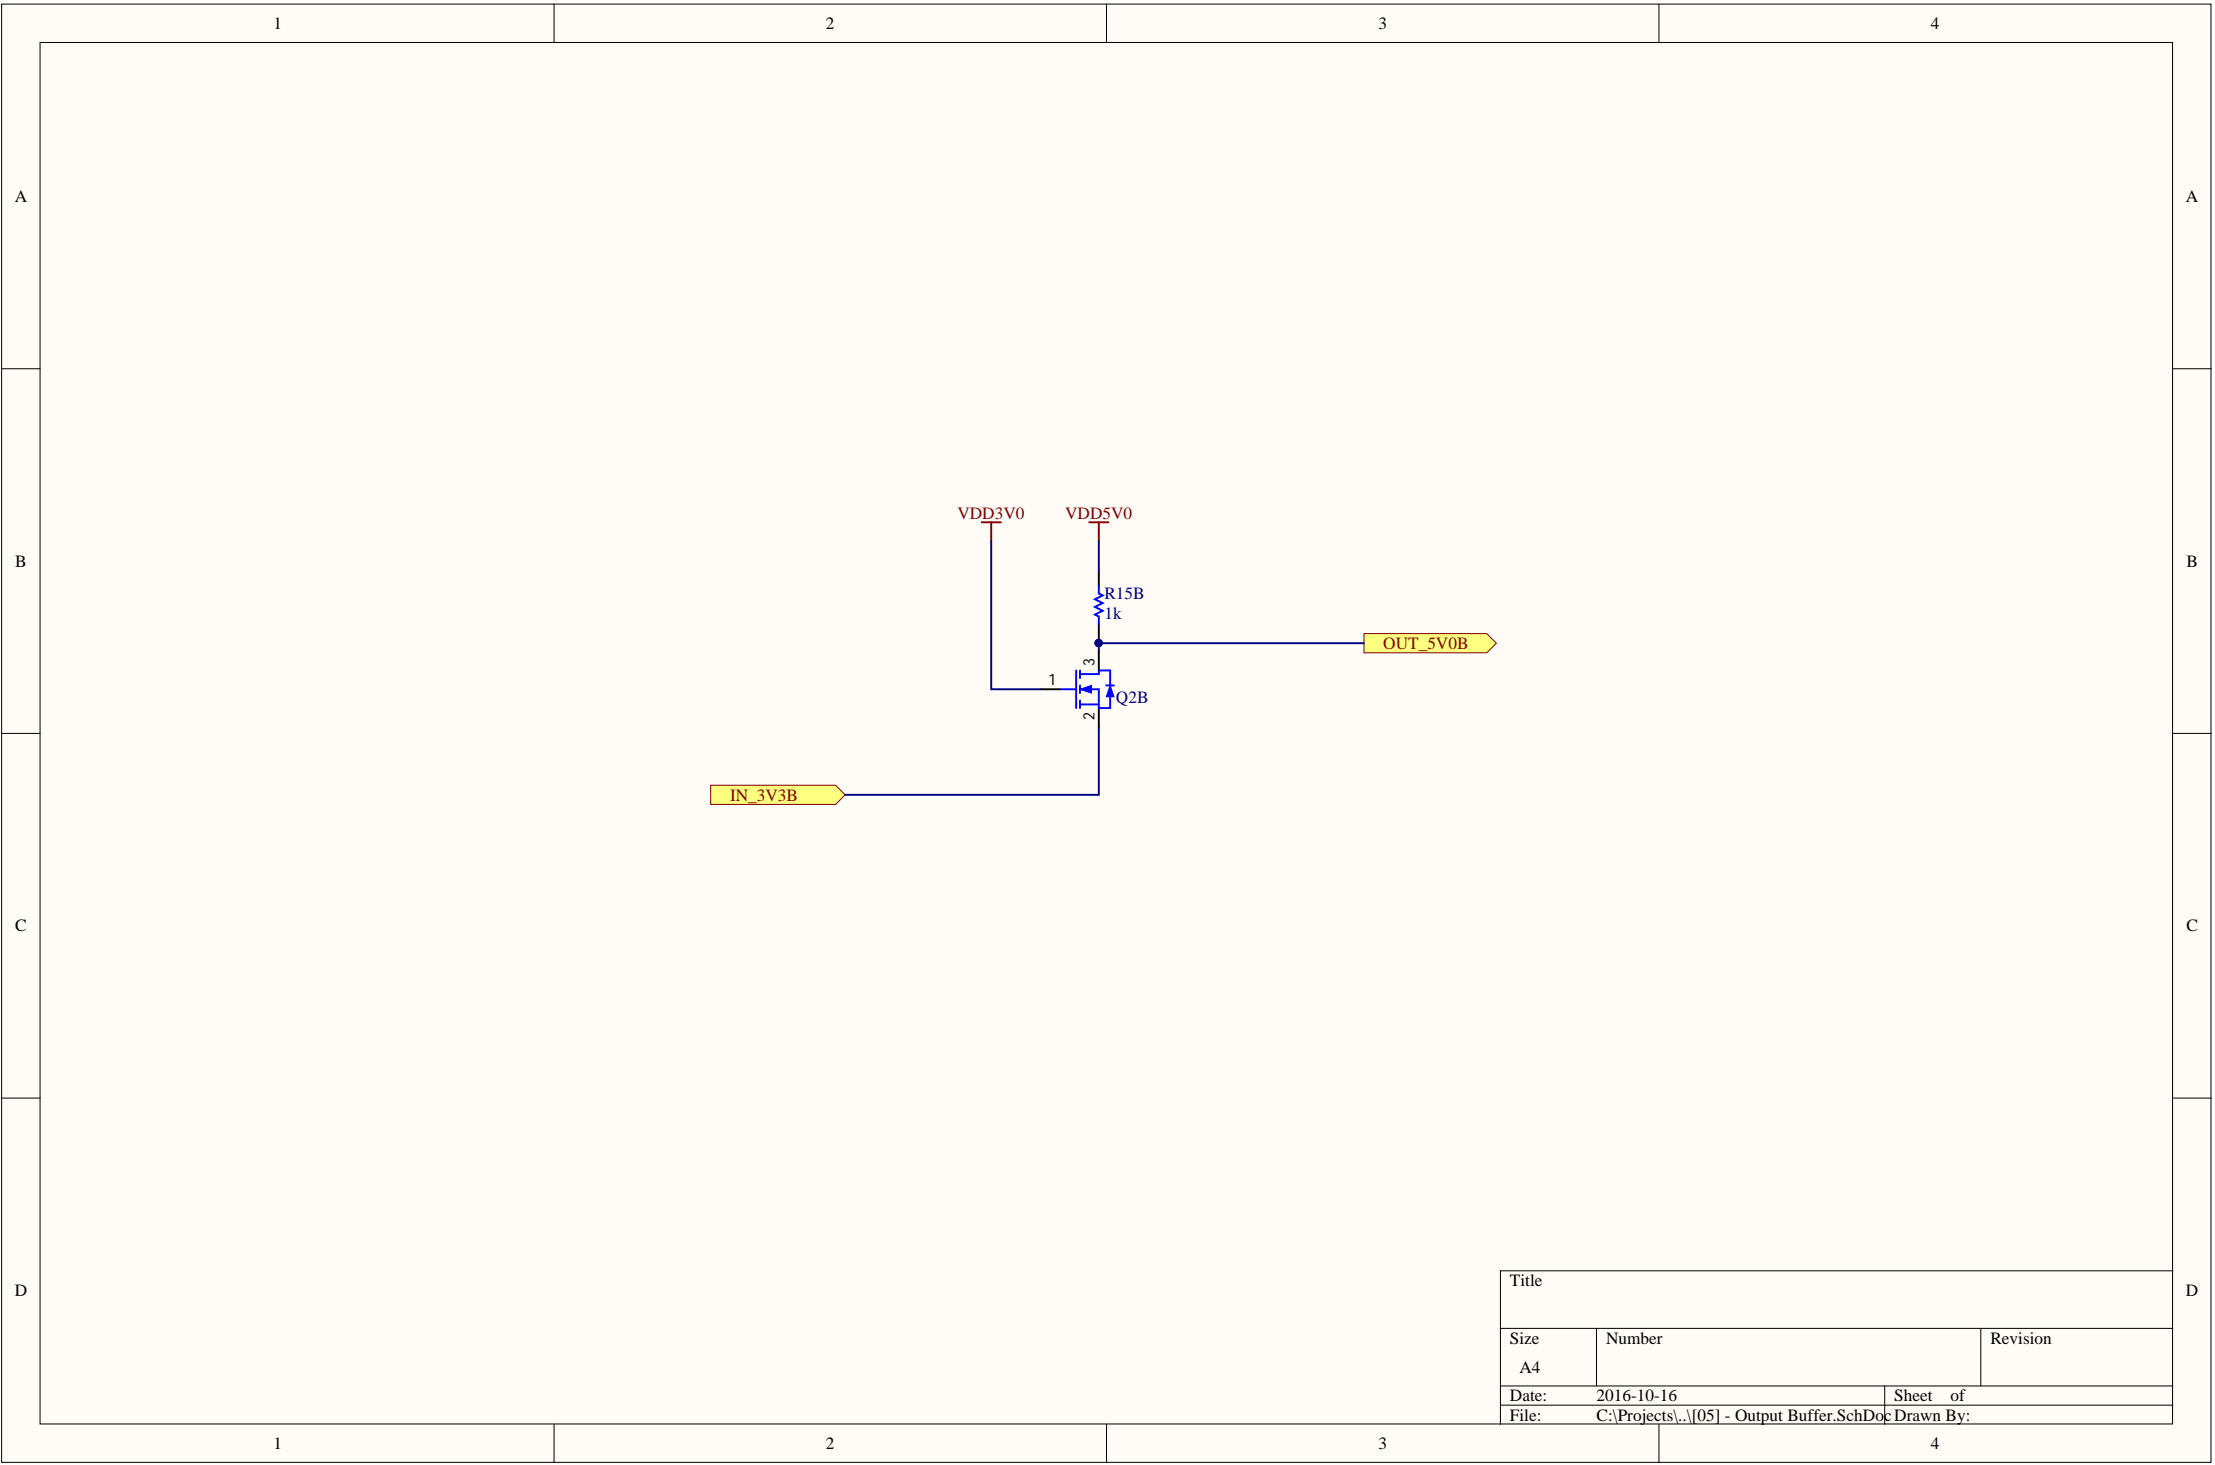 1 2 3 4
A A
VDD3V0 VDD5V0
B B
R15B
1k
OUT_5V0B
3
1
Q2B
2
IN_3V3B
C C
Title
D D
Size Number Revision
A4
Date: 2016-10-16 Sheet of
File: C:\Projects\..\[05] - Output Buffer.SchDoc Drawn By:
1 2 3 4